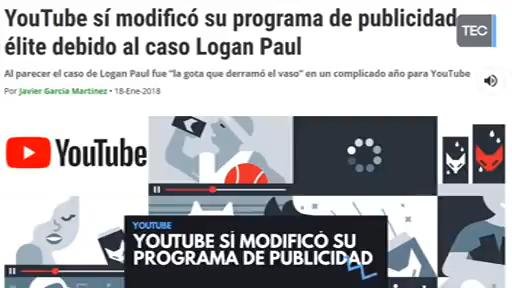 YouTube sí modificó su programa de publicidad
TEC
élite debido al caso Logan Paul
Al parecer el caso de Logan Paul fue "la gota que derramó el vaso" en un complicado año para YouTube
Por Javier García Martínez • 18-Ene-2018
YouTube
YOUTUBE
YOUTUBE SÍ MODIFICÓ SU
PROGRAMA DE PUBLICIDAD